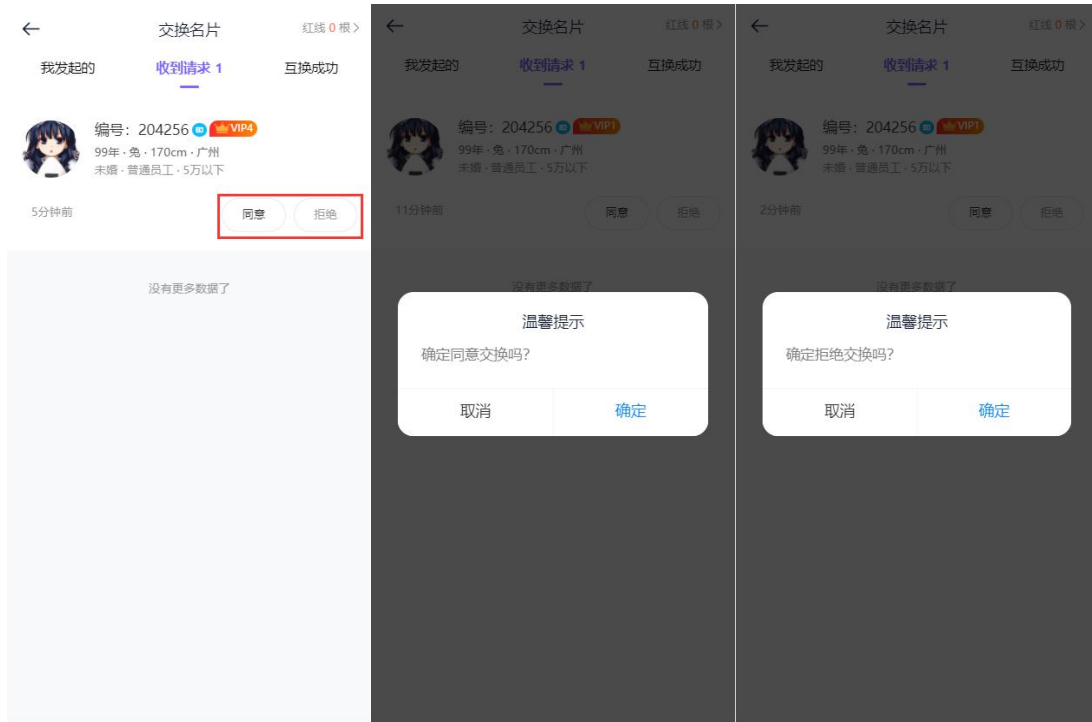 交换名片
红线 0 根 >
我发起的
收到请求 1
互换成功
编号：204256 VIP4
99年 · 兔 · 170cm · 广州
未婚 · 普通员工 · 5万以下
5分钟前
同意
拒绝
没有更多数据了
交换名片
红线 0 根 >
我发起的
收到请求 1
互换成功
编号：204256 VIP1
99年 · 兔 · 170cm · 广州
未婚 · 普通员工 · 5万以下
11分钟前
同意
拒绝
没有更多数据了
温馨提示
确定同意交换吗？
取消
确定
交换名片
红线 0 根 >
我发起的
收到请求 1
互换成功
编号：204256 VIP1
99年 · 兔 · 170cm · 广州
未婚 · 普通员工 · 5万以下
2分钟前
同意
拒绝
没有更多数据了
温馨提示
确定拒绝交换吗？
取消
确定